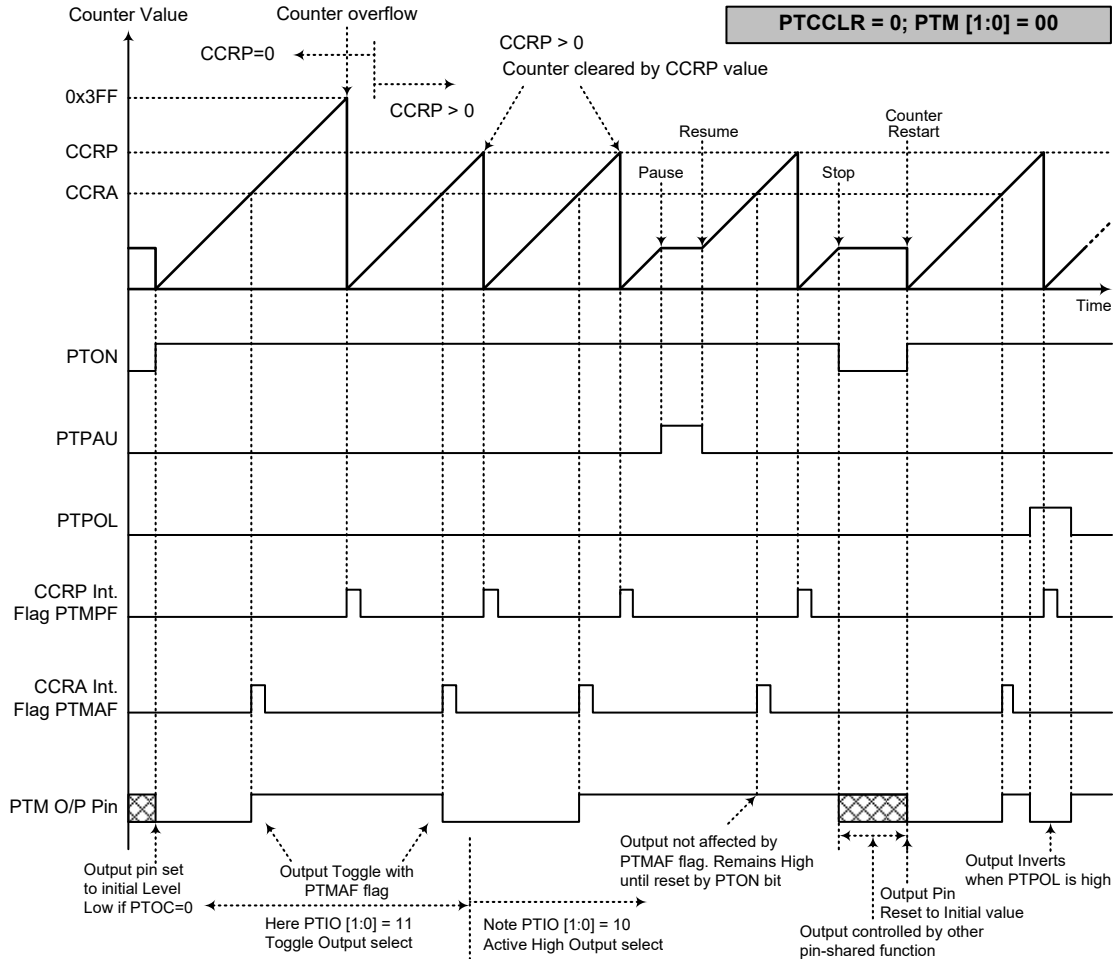 Counter Value
Counter overflow
PTCCLR = 0; PTM [1:0] = 00
CCRP=0
CCRP > 0
CCRP > 0
Counter cleared by CCRP value
0x3FF
CCRP
CCRA
Pause
Resume
Stop
Counter
Restart
Time
PTON
PTPAU
PTPOL
CCRP Int.
Flag PTMPF
CCRA Int.
Flag PTMAF
PTM O/P Pin
Output pin set
to initial Level
Low if PTOC=0
Output Toggle with
PTMAF flag
Here PTIO [1:0] = 11
Toggle Output select
Note PTIO [1:0] = 10
Active High Output select
Output not affected by
PTMAF flag. Remains High
until reset by PTON bit
Output Pin
Reset to Initial value
Output controlled by other
pin-shared function
Output Inverts
when PTPOL is high